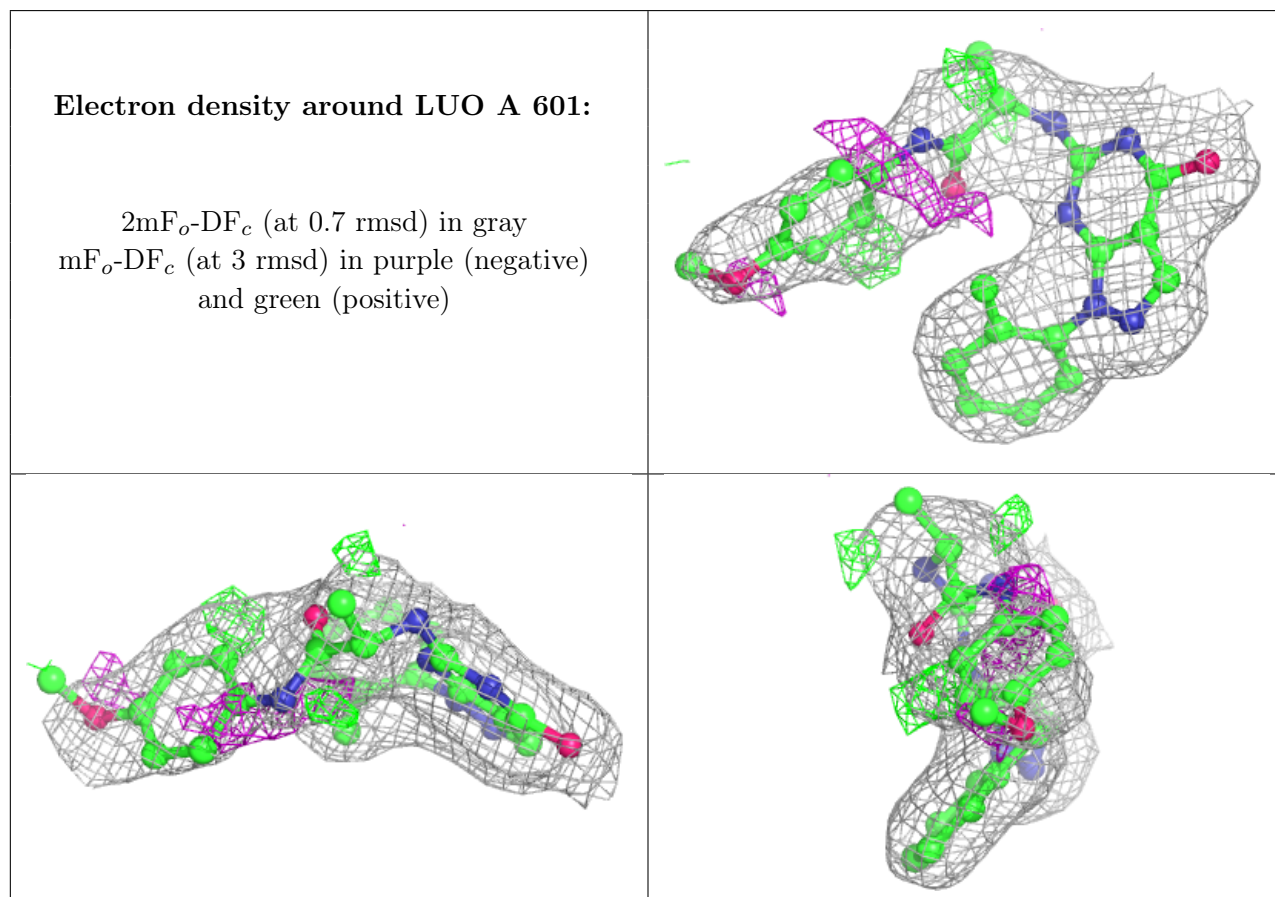 Electron density around LUO A 601:
2mFₒ-DF𝒸 (at 0.7 rmsd) in gray
mFₒ-DF𝒸 (at 3 rmsd) in purple (negative)
and green (positive)